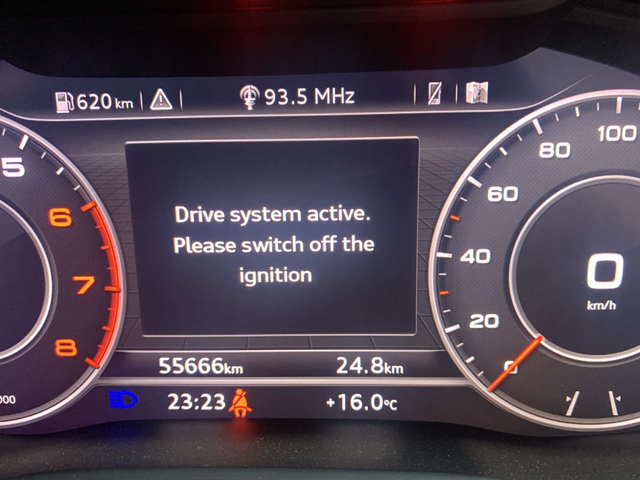 620 km
93.5 MHz
5
6
7
8
000
Drive system active.
Please switch off the
ignition
100
80
60
40
20
0
0
km/h
55666km
24.8km
23:23
+16.0°C